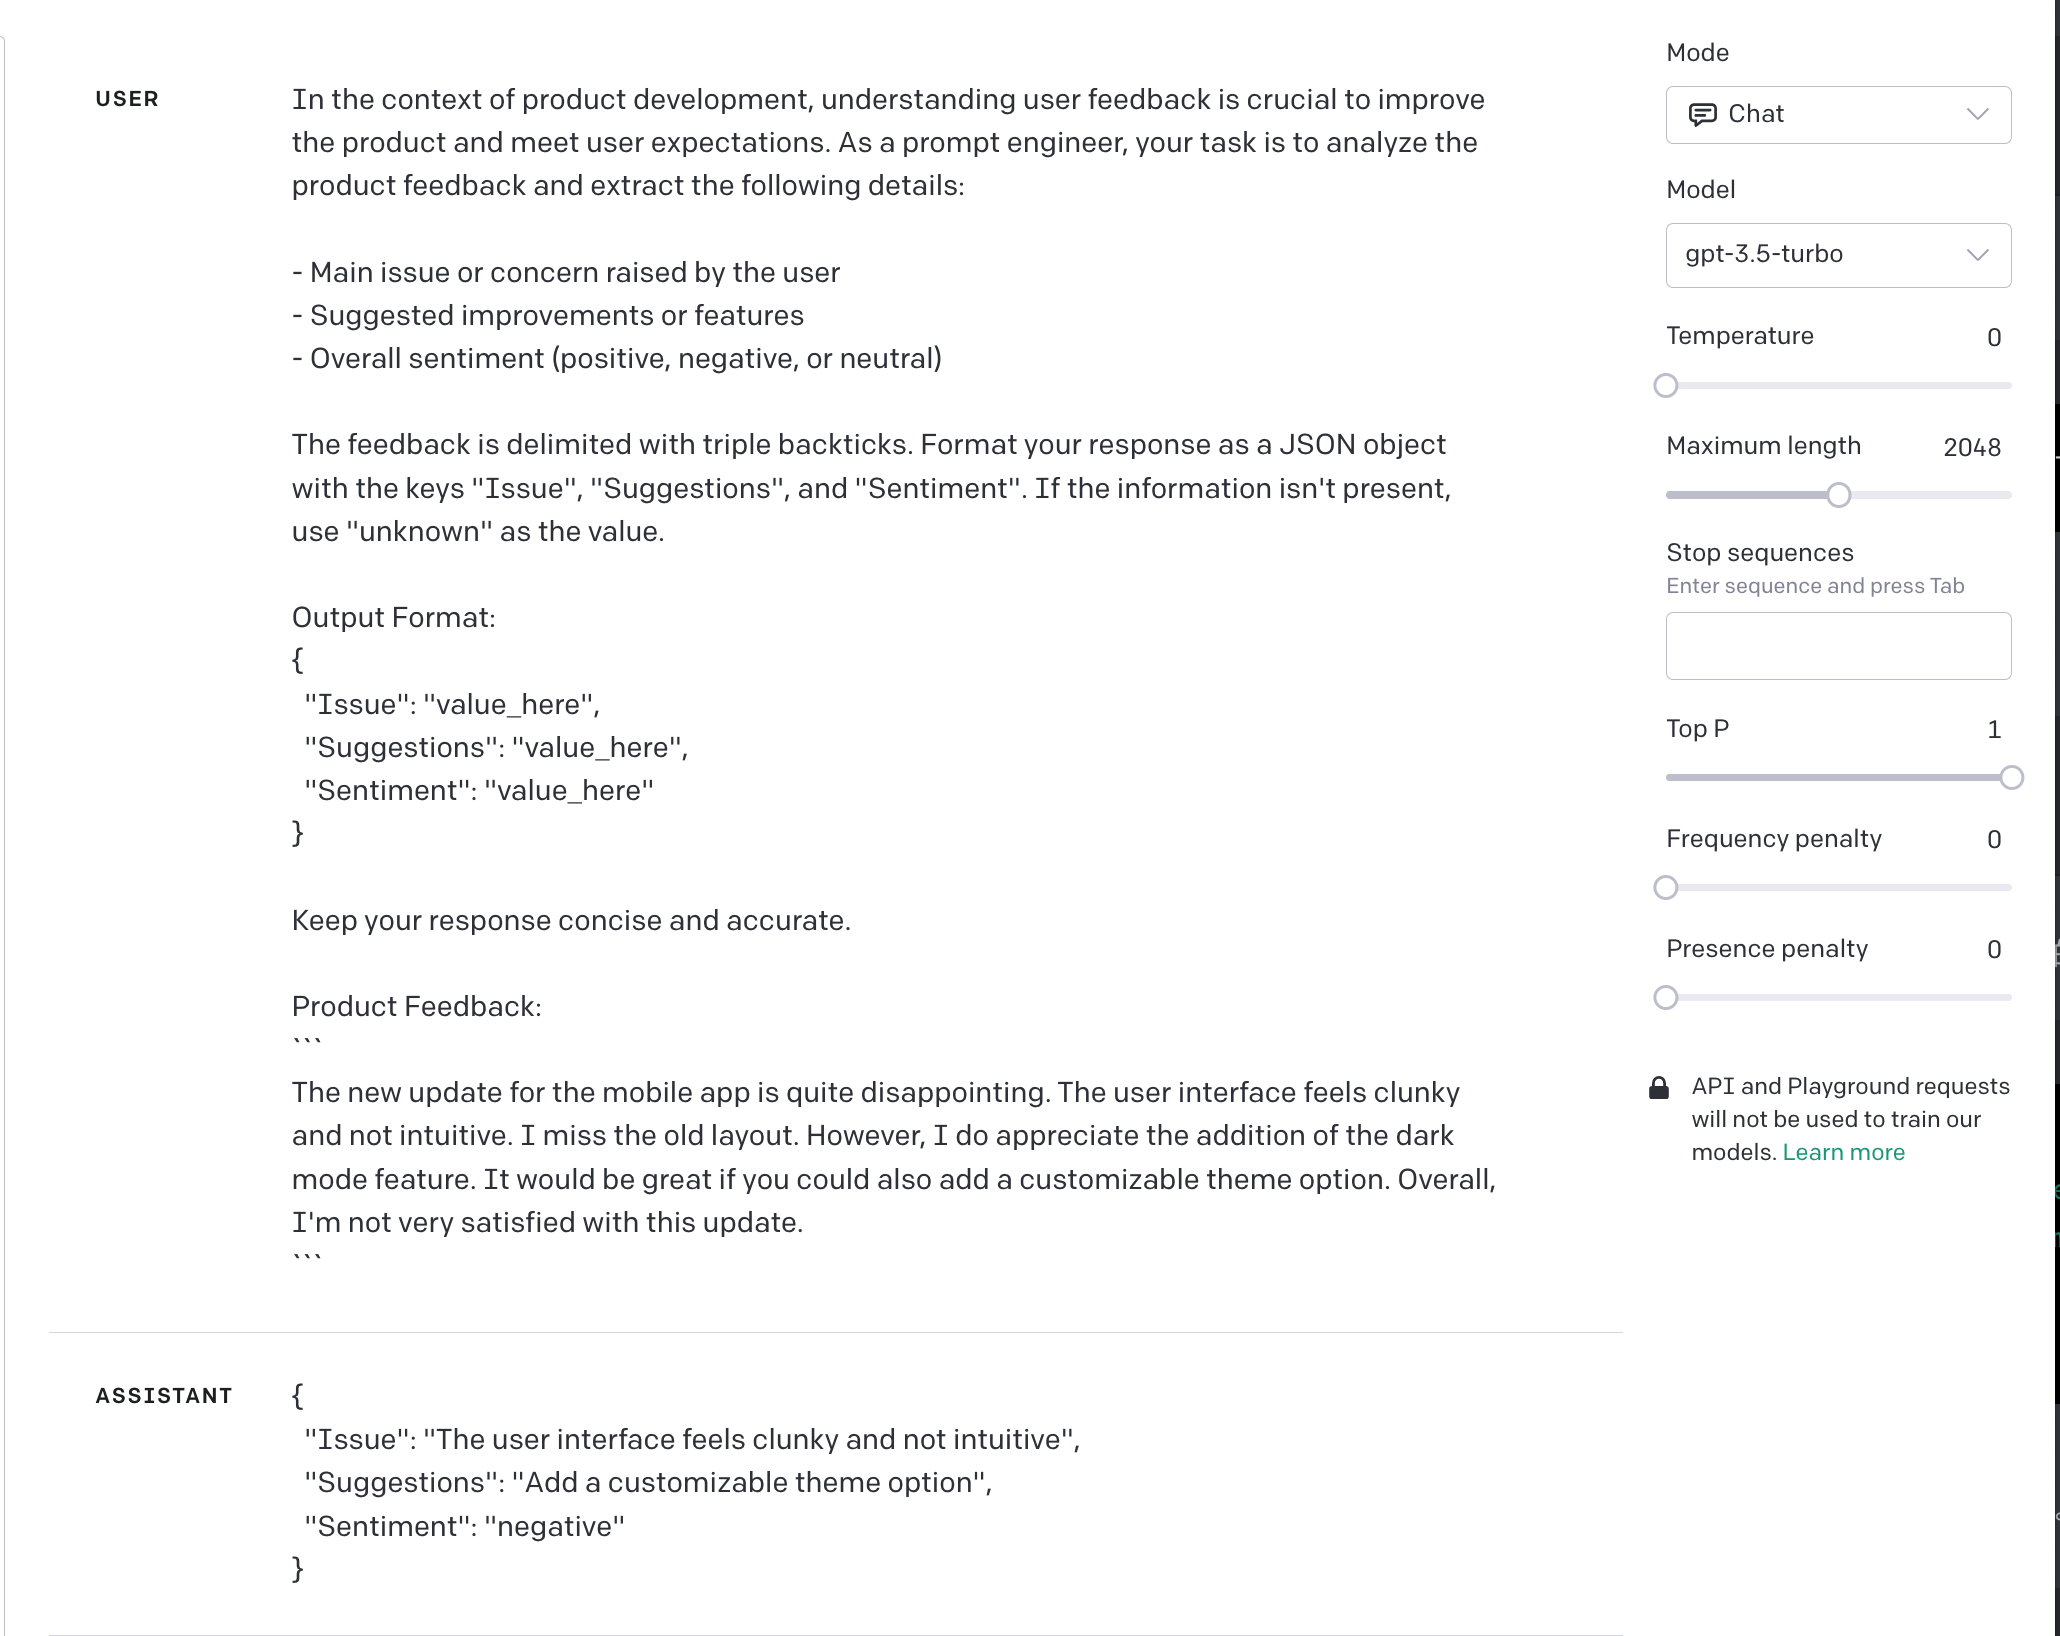 USER
In the context of product development, understanding user feedback is crucial to improve
the product and meet user expectations. As a prompt engineer, your task is to analyze the
product feedback and extract the following details:
- Main issue or concern raised by the user
- Suggested improvements or features
- Overall sentiment (positive, negative, or neutral)
The feedback is delimited with triple backticks. Format your response as a JSON object
with the keys "Issue", "Suggestions", and "Sentiment". If the information isn't present,
use "unknown" as the value.
Output Format:
{
"Issue": "value_here",
"Suggestions": "value_here",
"Sentiment": "value_here"
}
Keep your response concise and accurate.
Product Feedback:
```
The new update for the mobile app is quite disappointing. The user interface feels clunky
and not intuitive. I miss the old layout. However, I do appreciate the addition of the dark
mode feature. It would be great if you could also add a customizable theme option. Overall,
I'm not very satisfied with this update.
```
ASSISTANT
{
"Issue": "The user interface feels clunky and not intuitive",
"Suggestions": "Add a customizable theme option",
"Sentiment": "negative"
}
Mode
Chat
Model
gpt-3.5-turbo
Temperature 0
Maximum length 2048
Stop sequences
Enter sequence and press Tab
Top P 1
Frequency penalty 0
Presence penalty 0
API and Playground requests
will not be used to train our
models. Learn more